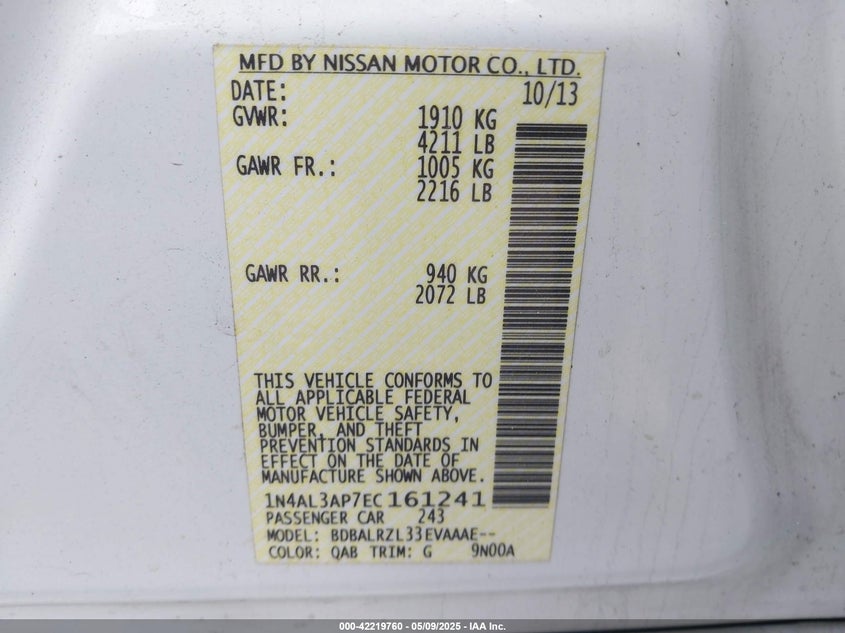 MFD BY NISSAN MOTOR CO., LTD.
DATE: 10/13
GVWR: 1910 KG
4211 LB
GAWR FR.: 1005 KG
2216 LB
GAWR RR.: 940 KG
2072 LB
THIS VEHICLE CONFORMS TO
ALL APPLICABLE FEDERAL
MOTOR VEHICLE SAFETY,
BUMPER, AND THEFT
PREVENTION STANDARDS IN
EFFECT ON THE DATE OF
MANUFACTURE SHOWN ABOVE.
1N4AL3AP7EC161241
PASSENGER CAR 243
MODEL: BDBALRZL33EVAAAE--
COLOR: QAB TRIM: G 9N00A
000-42219760 - 05/09/2025 - IAA Inc.